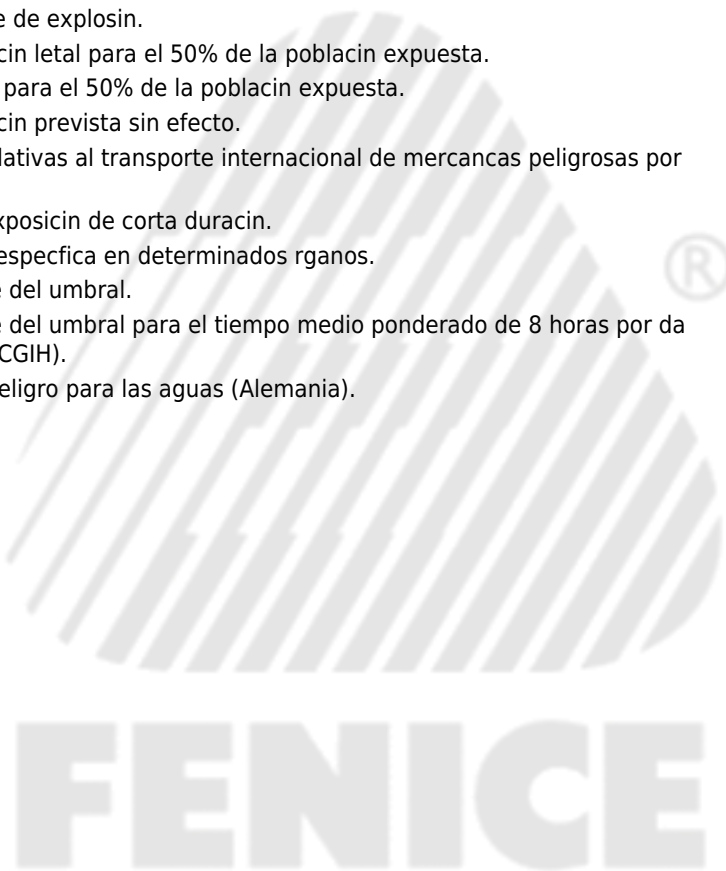 e de explosin.
cin letal para el 50% de la poblacin expuesta.
para el 50% de la poblacin expuesta.
cin prevista sin efecto.
lativas al transporte internacional de mercancas peligrosas por
xposicin de corta duracin.
especfica en determinados rganos.
e del umbral.
e del umbral para el tiempo medio ponderado de 8 horas por da
CGIH).
eligro para las aguas (Alemania).
®
FENICE